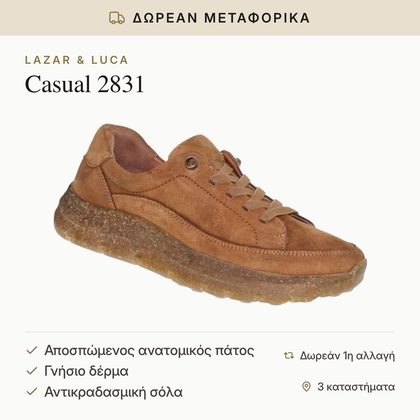 ΔΩΡΕΑΝ ΜΕΤΑΦΟΡΙΚΑ
LAZAR & LUCA
Casual 2831
Αποσπώμενος ανατομικός πάτος
Γνήσιο δέρμα
Αντικραδασμική σόλα
Δωρεάν 1η αλλαγή
3 καταστήματα